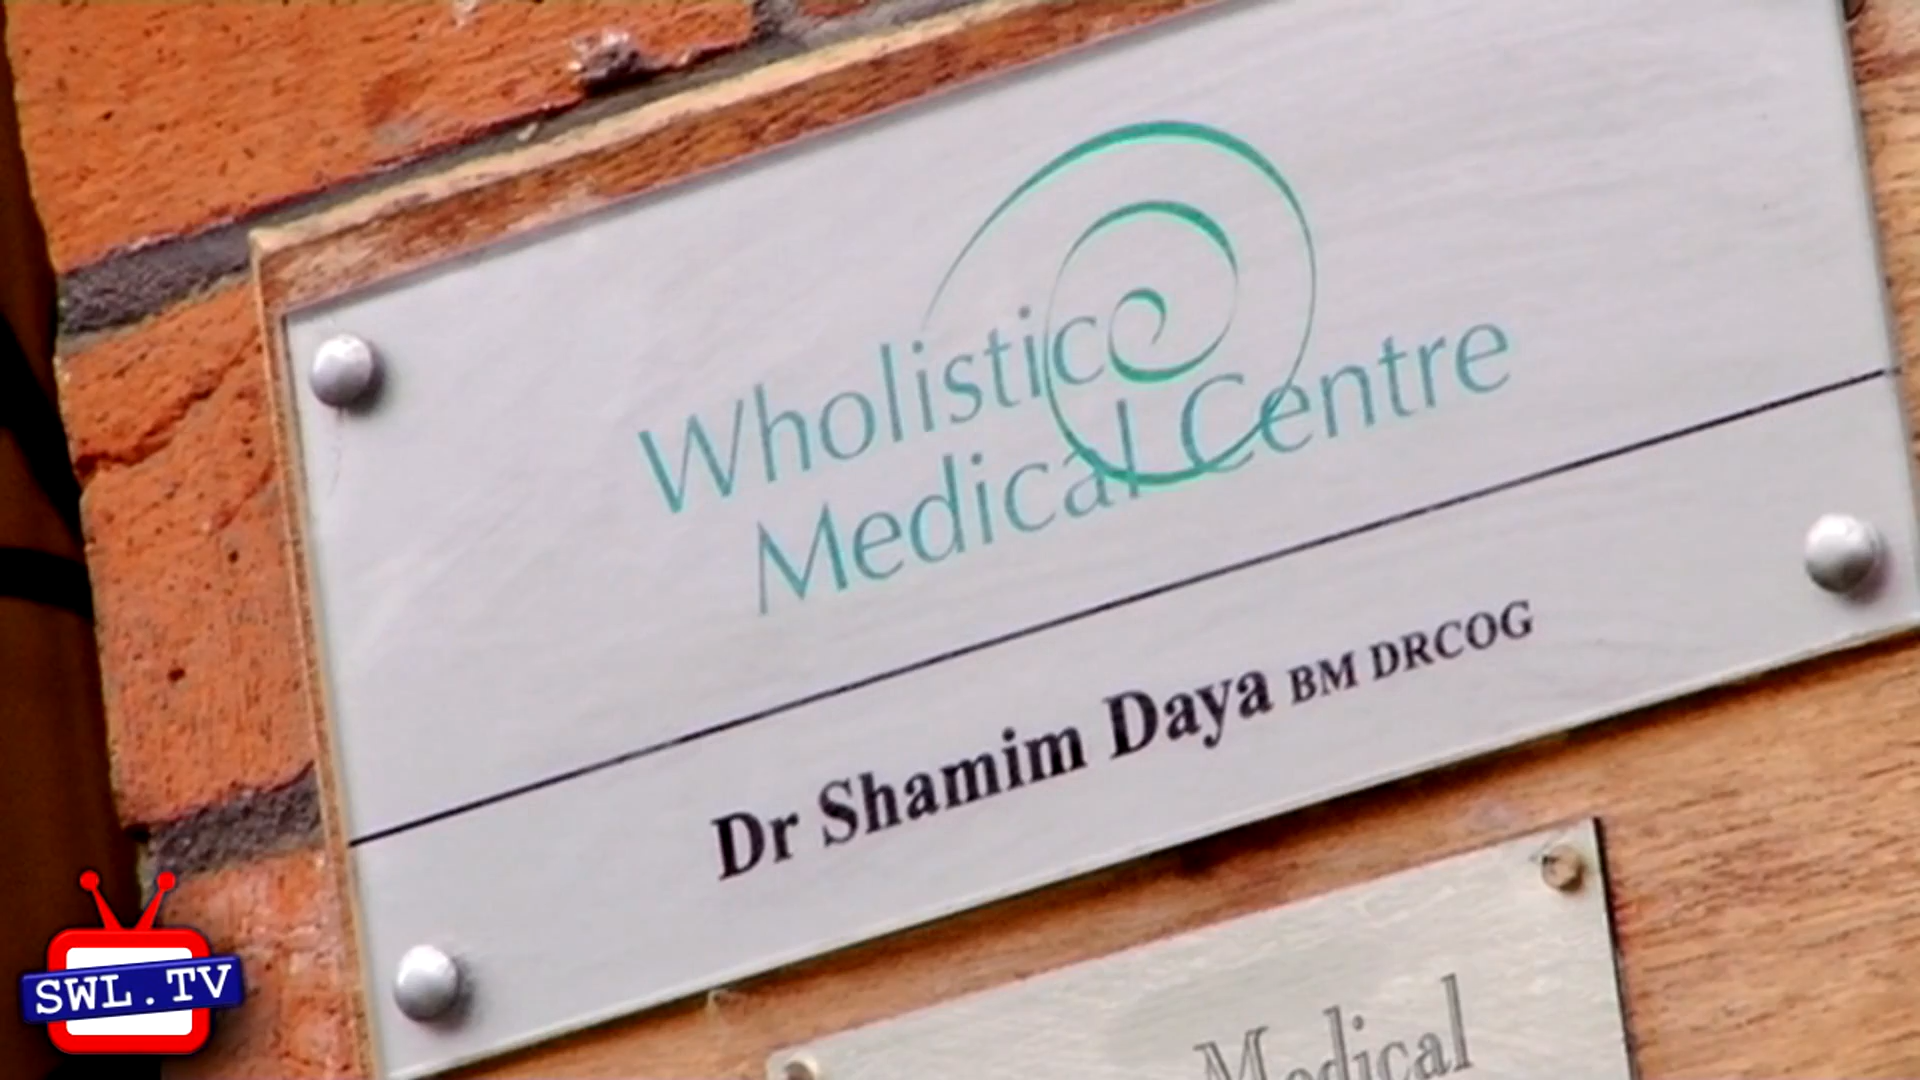 Wholistic
Medical Centre
Dr Shamim Daya BM DRCOG
Medical
SWL.TV